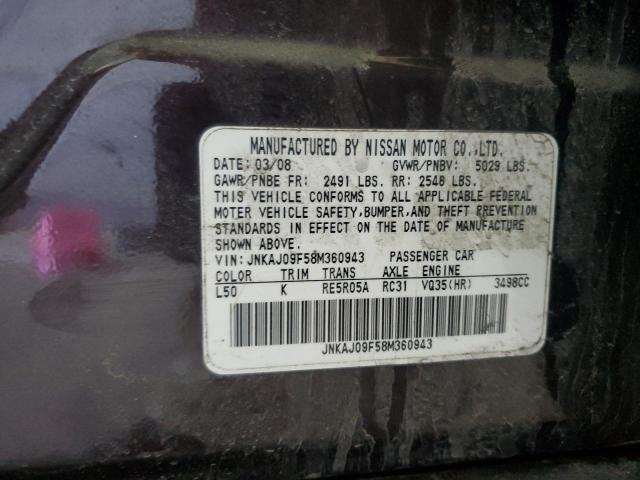 MANUFACTURED BY NISSAN MOTOR CO.,LTD.
DATE: 03/08 GVWR/PNBV: 5029 LBS.
GAWR/PNBE FR: 2491 LBS. RR: 2546 LBS.
THIS VEHICLE CONFORMS TO ALL APPLICABLE FEDERAL
MOTER VEHICLE SAFETY,BUMPER,AND THEFT PREVENTION
STANDARDS IN EFFECT ON THE DATE OF MANUFACTURE
SHOWN ABOVE.
VIN:JNKAJ09F58M360943 PASSENGER CAR
COLOR TRIM TRANS AXLE ENGINE
L50 K RE5R05A RC31 VQ35(HR) 3498CC
JNKAJ09F58M360943